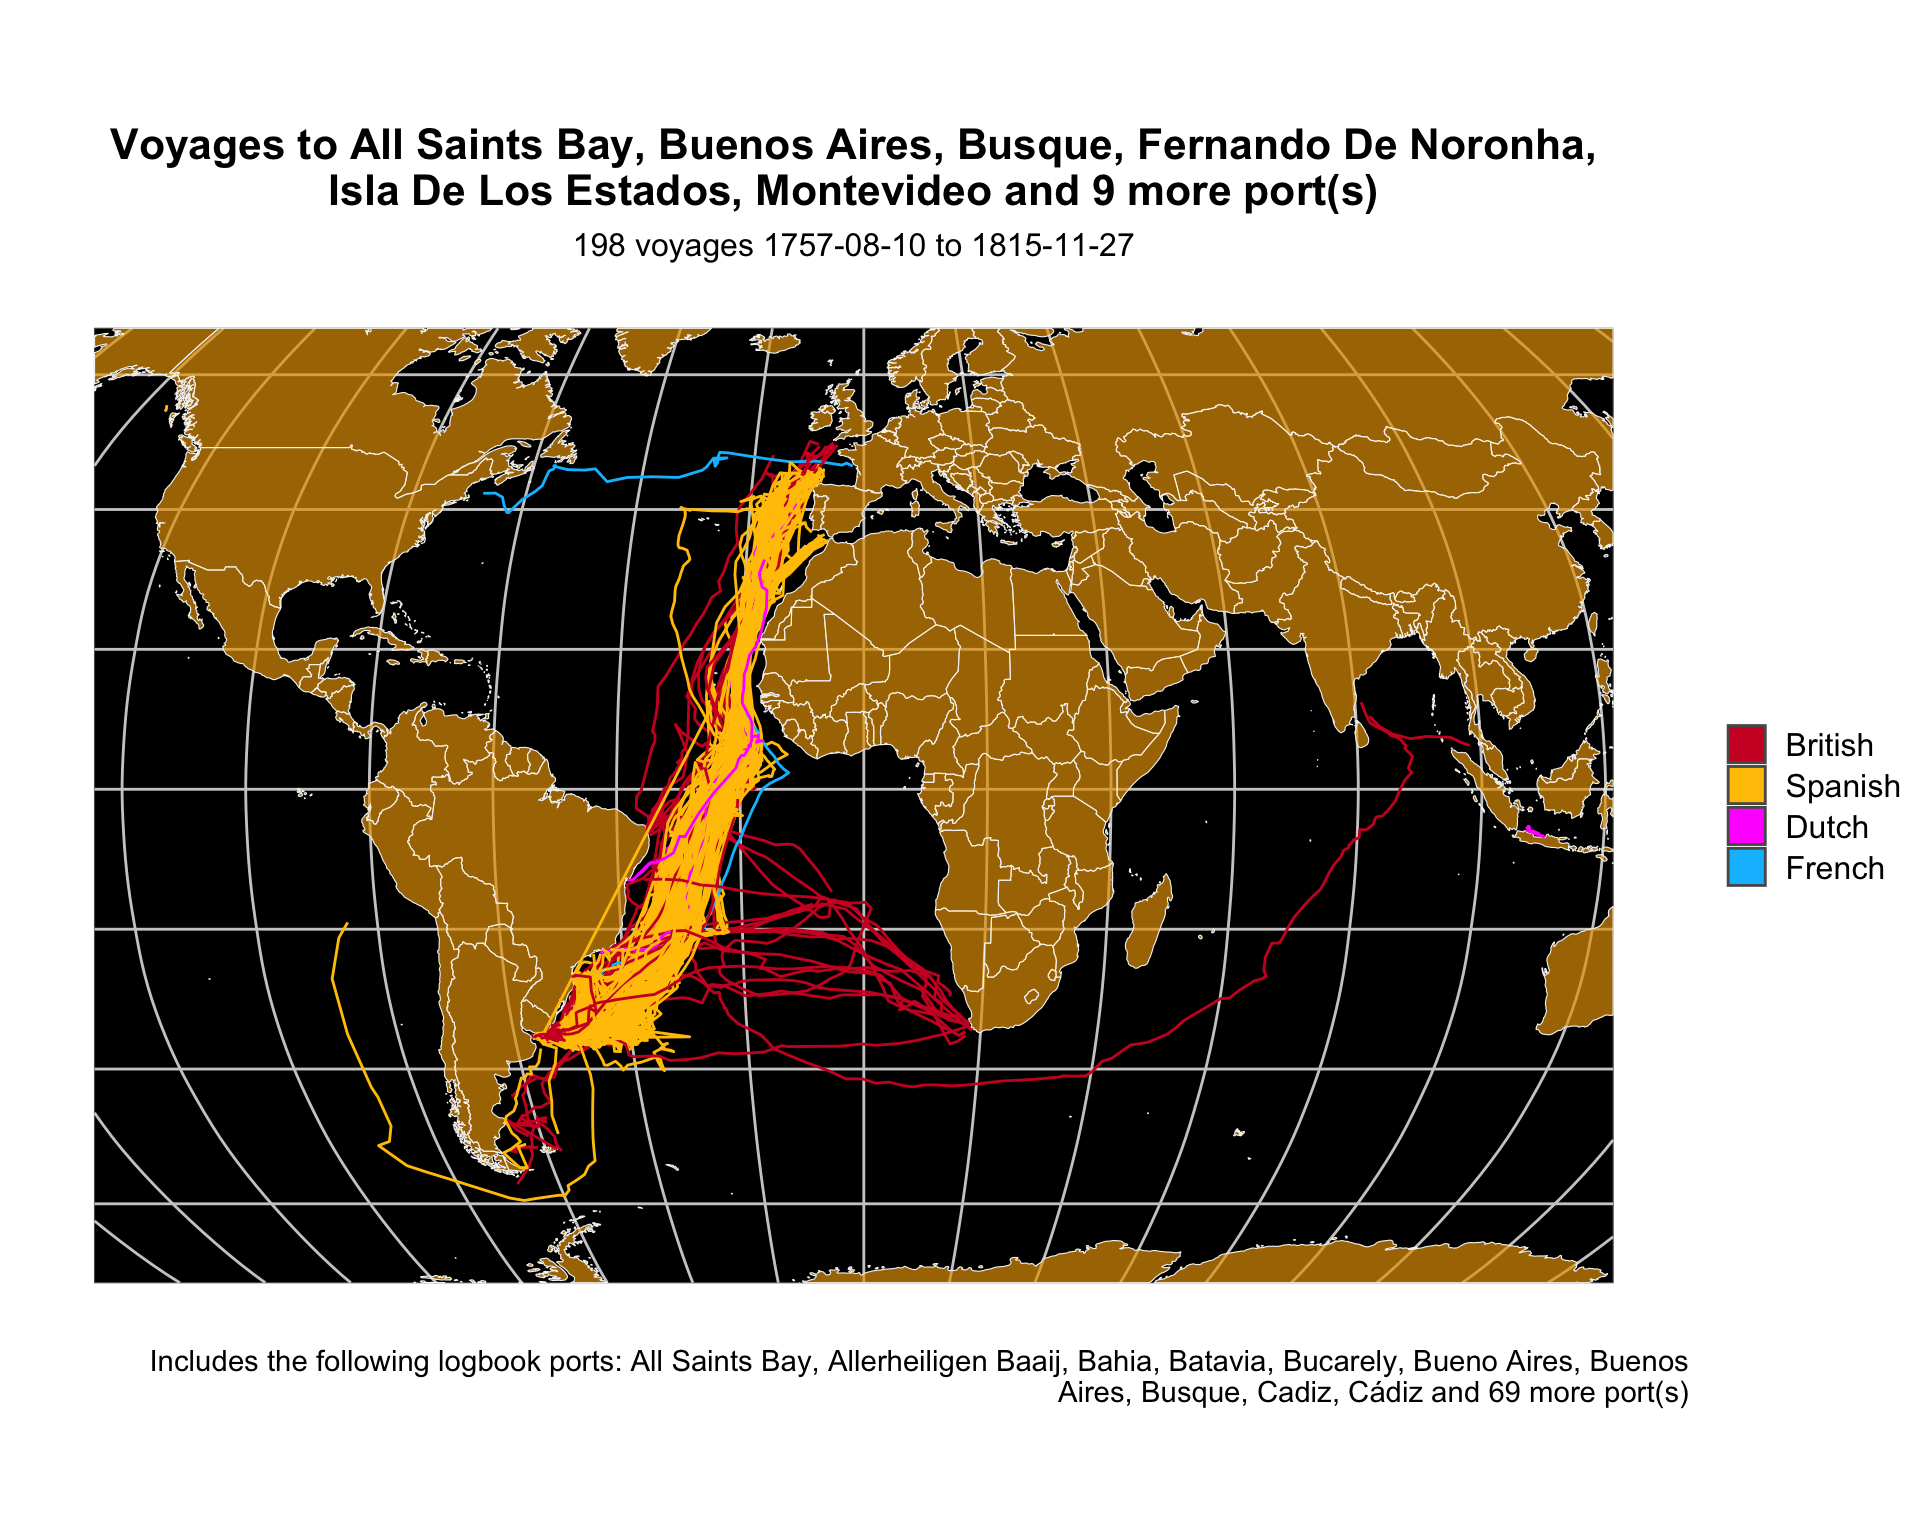 Voyages to All Saints Bay, Buenos Aires, Busque, Fernando De Noronha,
Isla De Los Estados, Montevideo and 9 more port(s)
198 voyages 1757-08-10 to 1815-11-27
British
Spanish
Dutch
French
Includes the following logbook ports: All Saints Bay, Allerheiligen Baaij, Bahia, Batavia, Bucarely, Bueno Aires, Buenos
Aires, Busque, Cadiz, Cádiz and 69 more port(s)